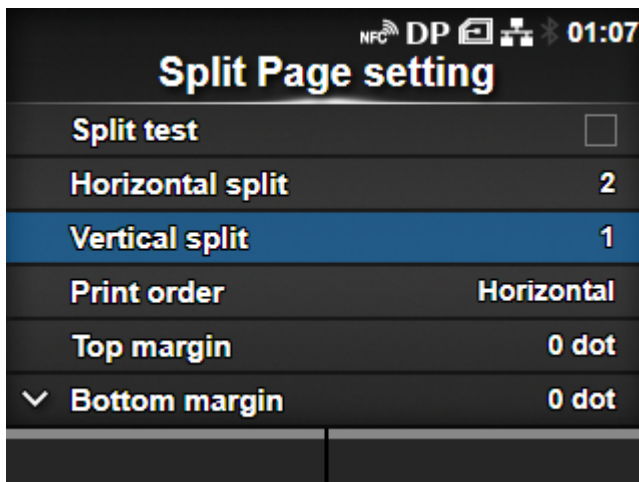 NFC DP 01:07
Split Page setting
Split test
Horizontal split 2
Vertical split 1
Print order Horizontal
Top margin 0 dot
Bottom margin 0 dot